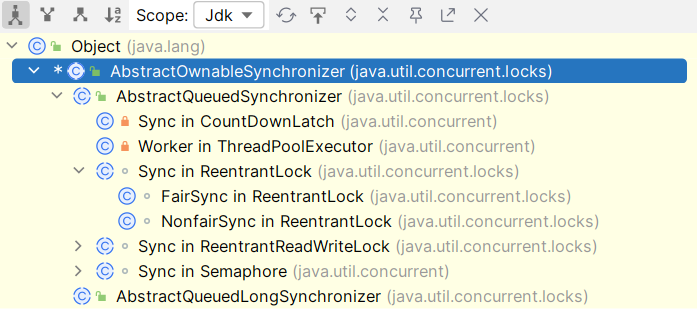 Scope: Jdk
Object (java.lang)
* AbstractOwnableSynchronizer (java.util.concurrent.locks)
AbstractQueuedSynchronizer (java.util.concurrent.locks)
Sync in CountDownLatch (java.util.concurrent)
Worker in ThreadPoolExecutor (java.util.concurrent)
Sync in ReentrantLock (java.util.concurrent.locks)
FairSync in ReentrantLock (java.util.concurrent.locks)
NonfairSync in ReentrantLock (java.util.concurrent.locks)
Sync in ReentrantReadWriteLock (java.util.concurrent.locks)
Sync in Semaphore (java.util.concurrent)
AbstractQueuedLongSynchronizer (java.util.concurrent.locks)